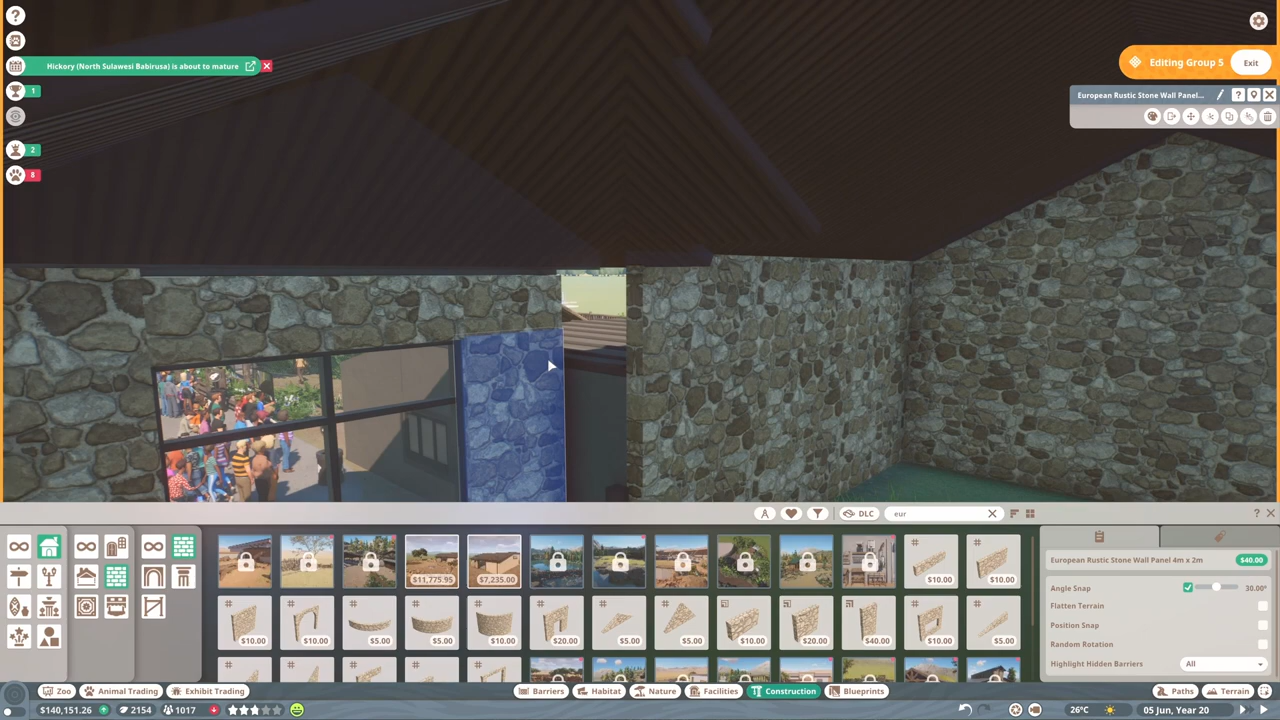 ?
Editing Group 5
Exit
Hickory (North Sulawesi Babirusa) is about to mature
European Rustic Stone Wall Panel...
?
1
2
8
DLC
eur
?
$11,775.95
$7,235.00
$10.00
$10.00
European Rustic Stone Wall Panel 4m x 2m
$40.00
Angle Snap
30.00°
Flatten Terrain
$10.00
$10.00
$5.00
$5.00
$10.00
$20.00
$5.00
$5.00
$10.00
$20.00
$40.00
$10.00
$5.00
Position Snap
Random Rotation
Highlight Hidden Barriers
All
Zoo
Animal Trading
Exhibit Trading
Barriers
Habitat
Nature
Facilities
Construction
Blueprints
Paths
Terrain
$140,151.26
2154
1017
26°C
05 Jun, Year 20